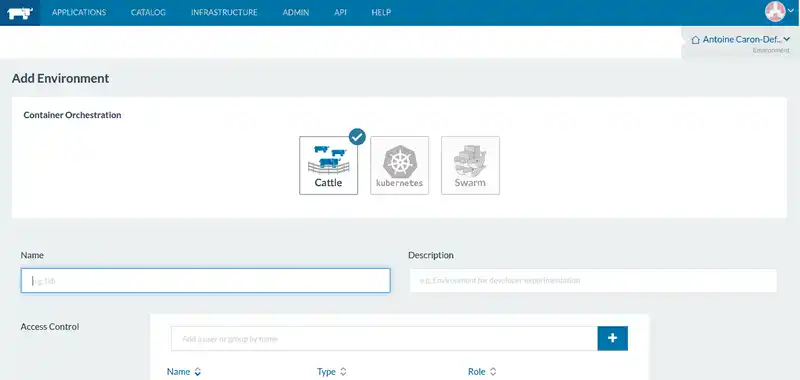 APPLICATIONS CATALOG INFRASTRUCTURE ADMIN API HELP
Antoine Caron-Def...
Environment
Add Environment
Container Orchestration
Cattle kubernetes Swarm
Name Description
e.g. lab e.g. Environment for developer experimentation
Access Control
Add a user or group by name
Name Type Role